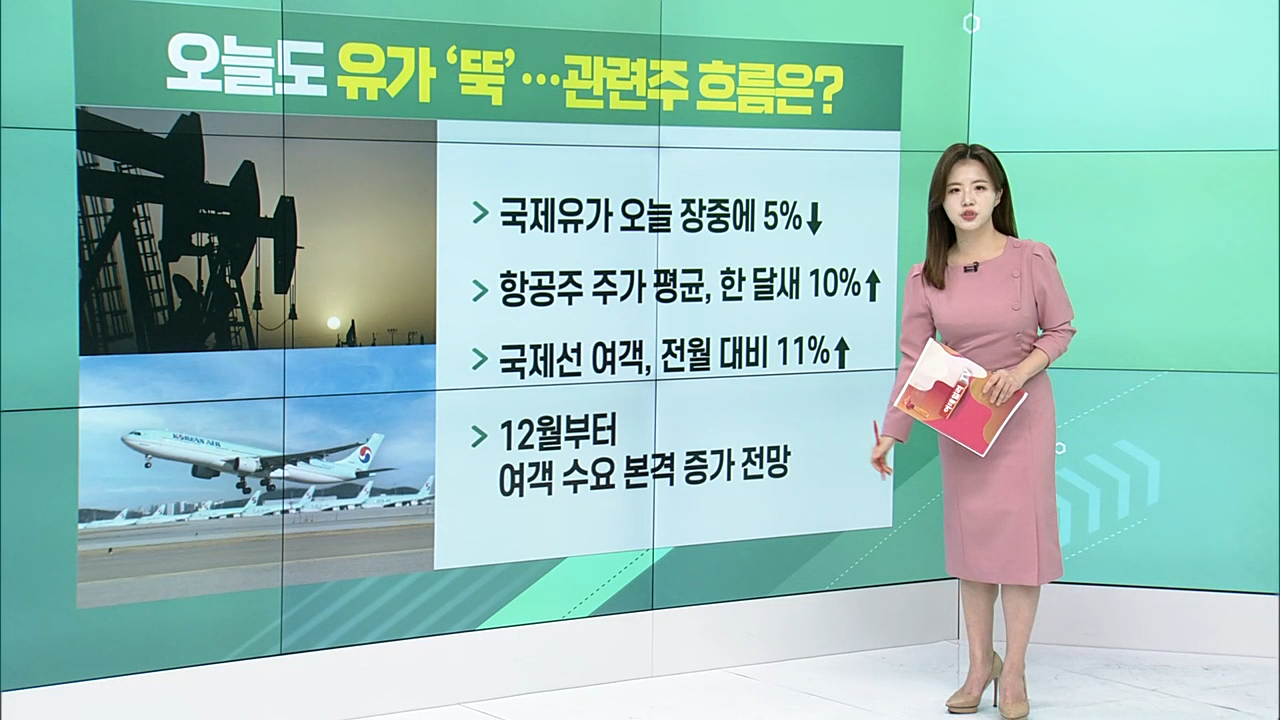 오늘도 유가 ‘뚝’…관련주 흐름은?
> 국제유가 오늘 장중에 5%↓
> 항공주 주가 평균, 한 달새 10%↑
> 국제선 여객, 전월 대비 11%↑
> 12월부터
여객 수요 본격 증가 전망
KOREAN AIR